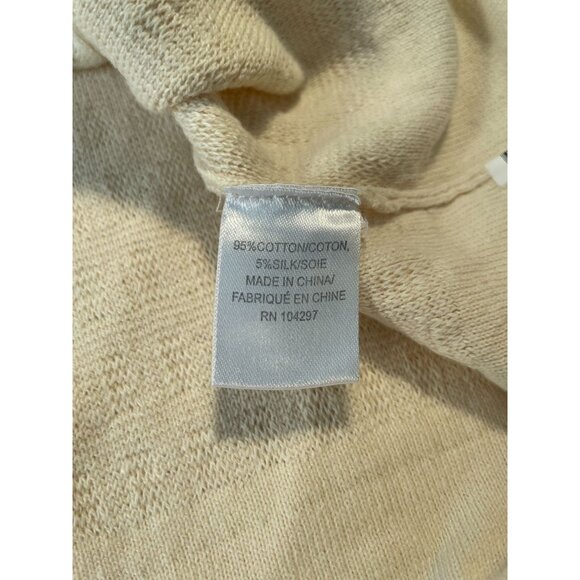 95%COTTON/COTON,
5%SILK/SOIE
MADE IN CHINA/
FABRIQUÉ EN CHINE
RN 104297